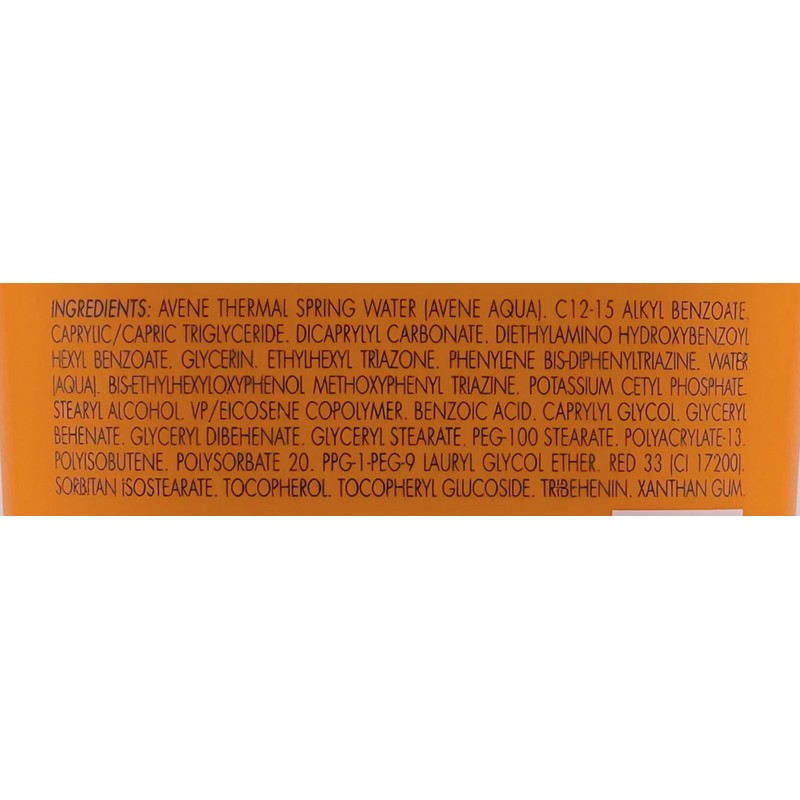 INGREDIENTS: AVENE THERMAL SPRING WATER (AVENE AQUA). C12-15 ALKYL BENZOATE.
CAPRYLIC/CAPRIC TRIGLYCERIDE. DICAPRYLYL CARBONATE. DIETHYLAMINO HYDROXYBENZOYL
HEXYL BENZOATE. GLYCERIN. ETHYLHEXYL TRIAZONE. PHENYLENE BIS-DIPHENYLTRIAZINE. WATER
(AQUA). BIS-ETHYLHEXYLOXYPHENOL METHOXYPHENYL TRIAZINE. POTASSIUM CETYL PHOSPHATE.
STEARYL ALCOHOL. VP/EICOSENE COPOLYMER. BENZOIC ACID. CAPRYLYL GLYCOL. GLYCERYL
BEHENATE. GLYCERYL DIBEHENATE. GLYCERYL STEARATE. PEG-100 STEARATE. POLYACRYLATE-13.
POLYISOBUTENE. POLYSORBATE 20. PPG-1-PEG-9 LAURYL GLYCOL ETHER. RED 33 (CI 17200).
SORBITAN ISOSTEARATE. TOCOPHEROL. TOCOPHERYL GLUCOSIDE. TRIBEHENIN. XANTHAN GUM.